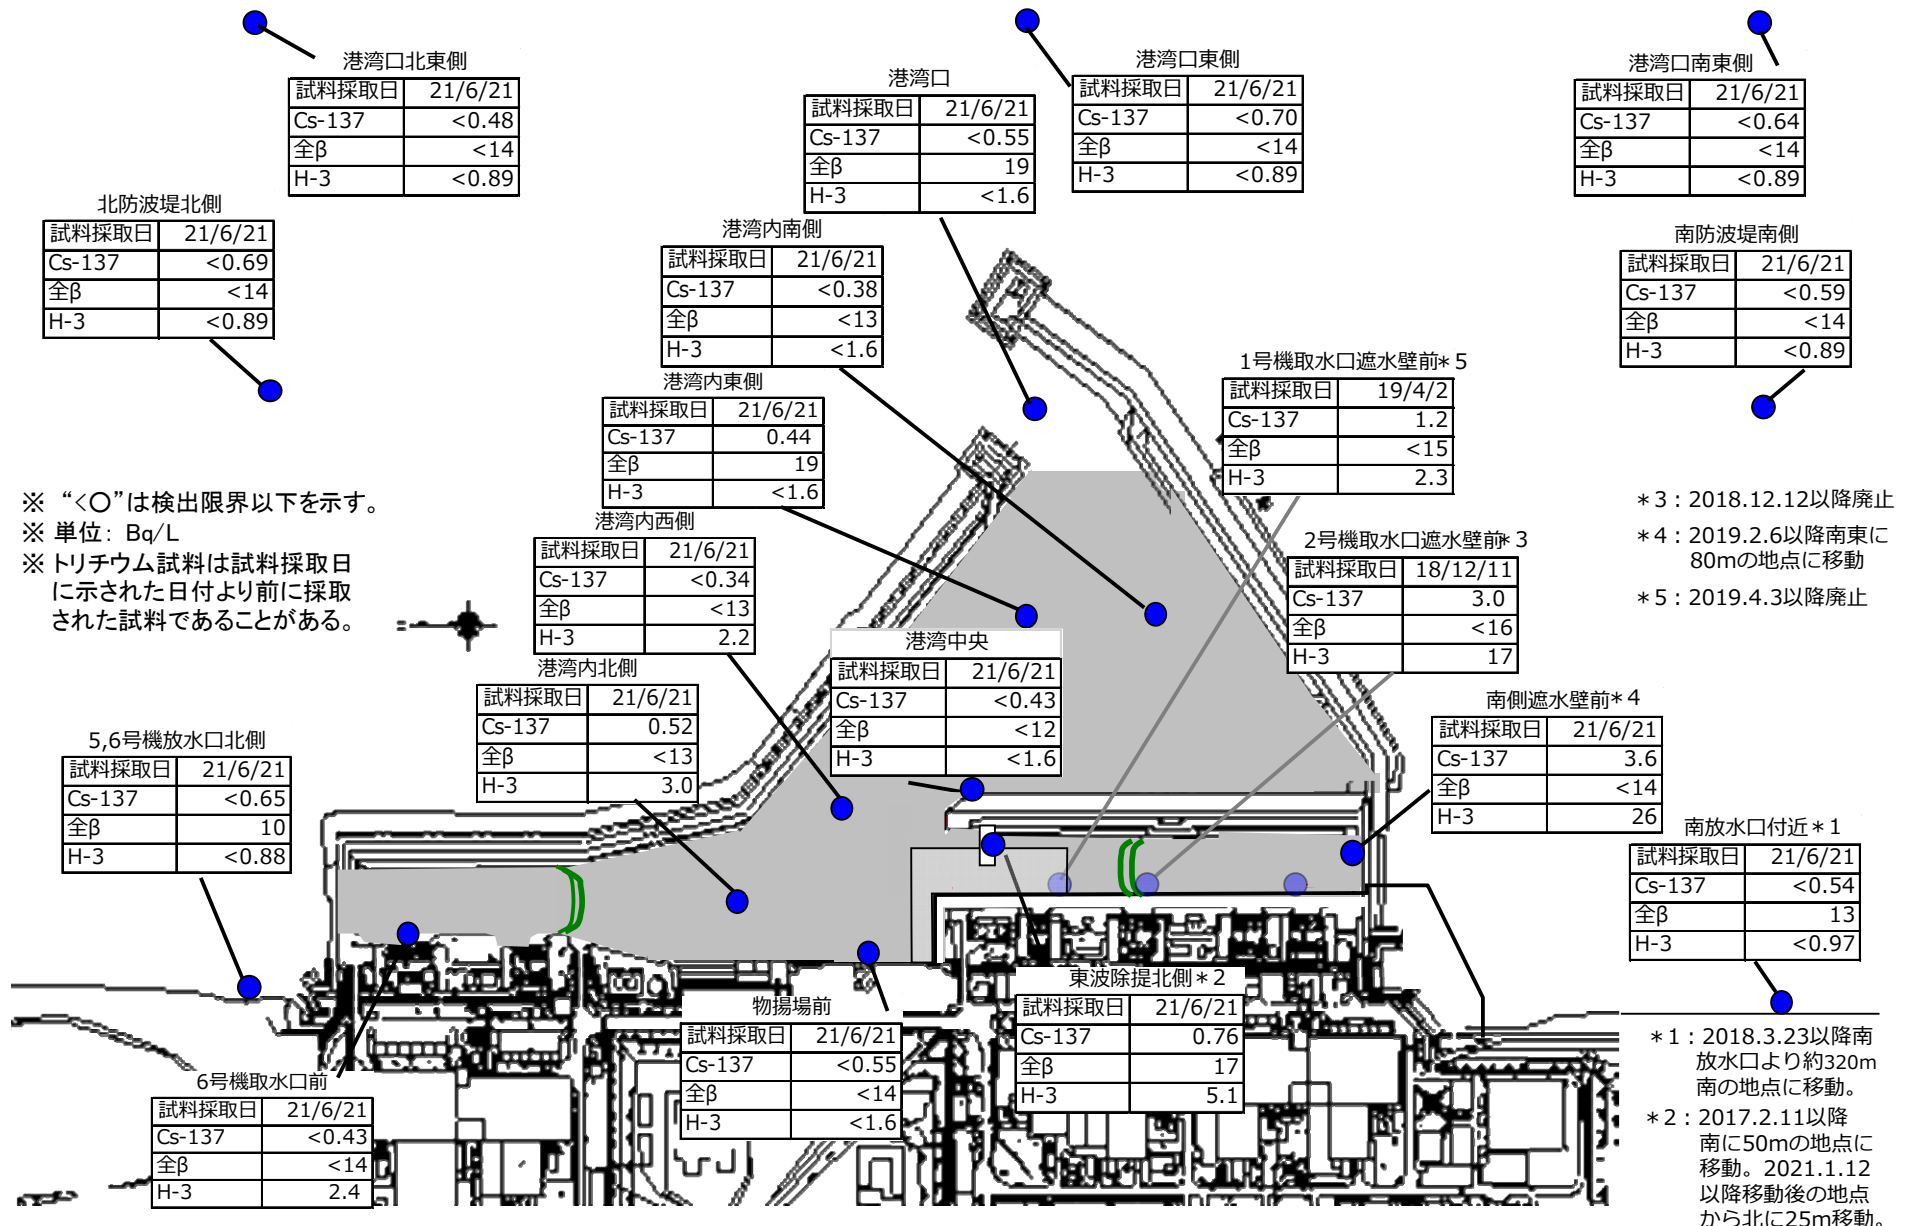 港湾口北東側
試料採取日 21/6/21
Cs-137 <0.48
全β <14
H-3 <0.89
港湾口
試料採取日 21/6/21
Cs-137 <0.55
全β 19
H-3 <1.6
港湾口東側
試料採取日 21/6/21
Cs-137 <0.70
全β <14
H-3 <0.89
港湾口南東側
試料採取日 21/6/21
Cs-137 <0.64
全β <14
H-3 <0.89
北防波堤北側
試料採取日 21/6/21
Cs-137 <0.69
全β <14
H-3 <0.89
港湾内南側
試料採取日 21/6/21
Cs-137 <0.38
全β <13
H-3 <1.6
南防波堤南側
試料採取日 21/6/21
Cs-137 <0.59
全β <14
H-3 <0.89
港湾内東側
試料採取日 21/6/21
Cs-137 0.44
全β 19
H-3 <1.6
1号機取水口遮水壁前*5
試料採取日 19/4/2
Cs-137 1.2
全β <15
H-3 2.3
※ “<○”は検出限界以下を示す。
※ 単位: Bq/L
※ トリチウム試料は試料採取日
に示された日付より前に採取
された試料であることがある。
港湾内西側
試料採取日 21/6/21
Cs-137 <0.34
全β <13
H-3 2.2
2号機取水口遮水壁前*3
試料採取日 18/12/11
Cs-137 3.0
全β <16
H-3 17
*3:2018.12.12以降廃止
*4:2019.2.6以降南東に
80mの地点に移動
*5:2019.4.3以降廃止
港湾中央
試料採取日 21/6/21
Cs-137 <0.43
全β <12
H-3 <1.6
港湾内北側
試料採取日 21/6/21
Cs-137 0.52
全β <13
H-3 3.0
南側遮水壁前*4
試料採取日 21/6/21
Cs-137 3.6
全β <14
H-3 26
5,6号機放水口北側
試料採取日 21/6/21
Cs-137 <0.65
全β 10
H-3 <0.88
南放水口付近*1
試料採取日 21/6/21
Cs-137 <0.54
全β 13
H-3 <0.97
東波除提北側*2
試料採取日 21/6/21
Cs-137 0.76
全β 17
H-3 5.1
物揚場前
試料採取日 21/6/21
Cs-137 <0.55
全β <14
H-3 <1.6
6号機取水口前
試料採取日 21/6/21
Cs-137 <0.43
全β <14
H-3 2.4
*1:2018.3.23以降南
放水口より約320m
南の地点に移動。
*2:2017.2.11以降
南に50mの地点に
移動。2021.1.12
以降移動後の地点
から北に25m移動。